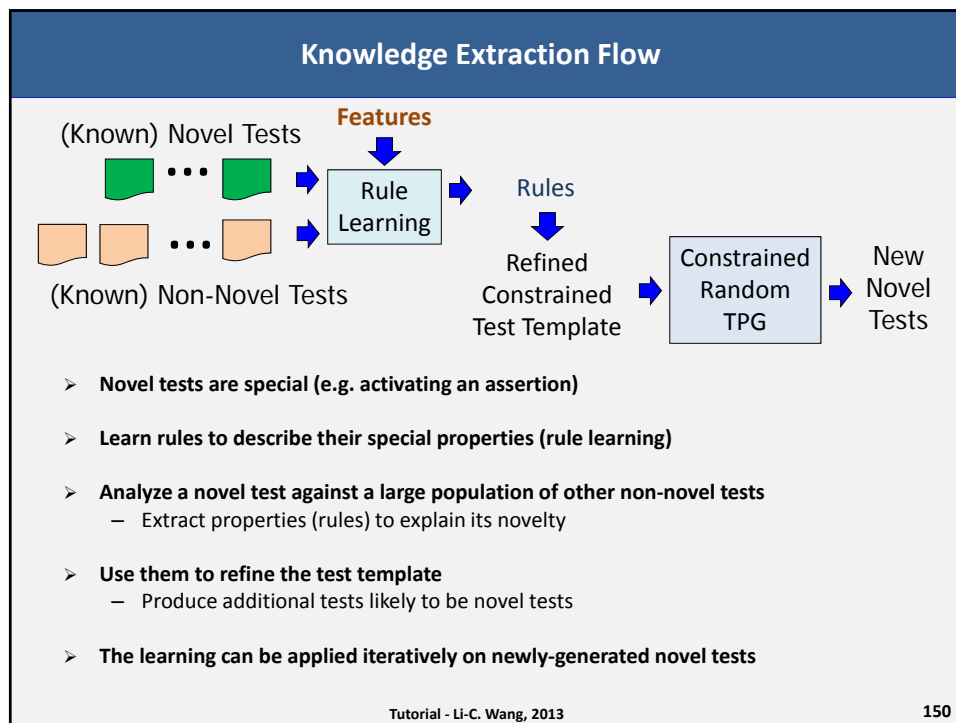 Knowledge Extraction Flow
Features
(Known) Novel Tests
Rule
Learning
(Known) Non-Novel Tests
Rules
Refined
Constrained
Test Template
Constrained
Random
TPG
New
Novel
Tests
➢ Novel tests are special (e.g. activating an assertion)
➢ Learn rules to describe their special properties (rule learning)
➢ Analyze a novel test against a large population of other non-novel tests
– Extract properties (rules) to explain its novelty
➢ Use them to refine the test template
– Produce additional tests likely to be novel tests
➢ The learning can be applied iteratively on newly-generated novel tests
Tutorial - Li-C. Wang, 2013
150